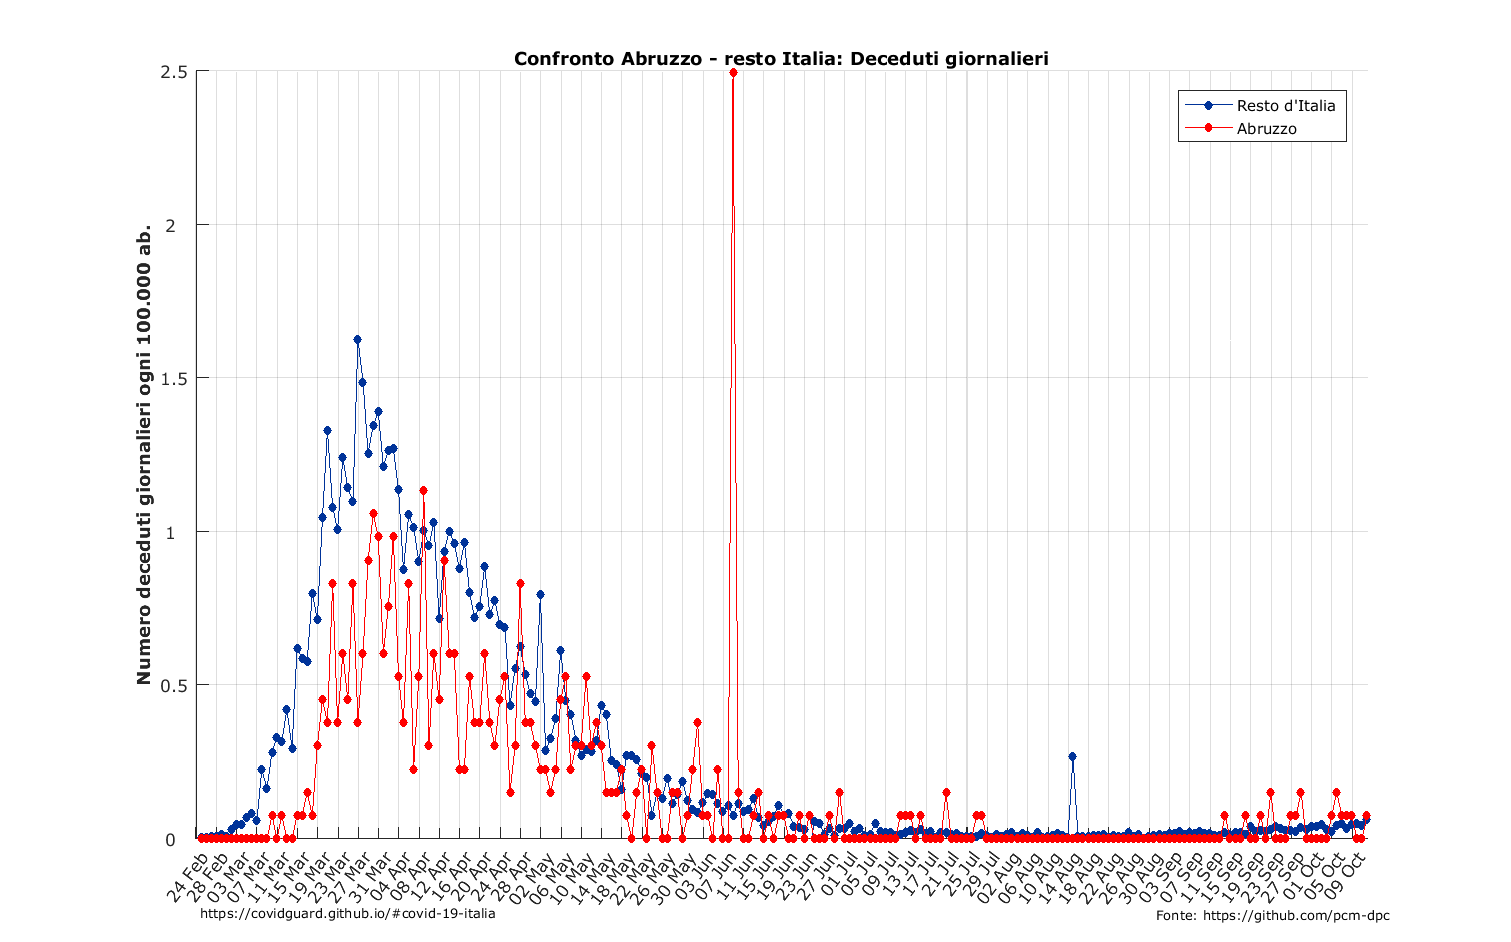 Confronto Abruzzo - resto Italia: Deceduti giornalieri
Numero deceduti giornalieri ogni 100.000 ab.
2.5
2
1.5
1
0.5
0
Resto d'Italia
Abruzzo
24 Feb
28 Feb
03 Mar
07 Mar
11 Mar
15 Mar
19 Mar
23 Mar
27 Mar
31 Mar
04 Apr
08 Apr
12 Apr
16 Apr
20 Apr
24 Apr
28 Apr
02 May
06 May
10 May
14 May
18 May
22 May
26 May
30 May
03 Jun
07 Jun
11 Jun
15 Jun
19 Jun
23 Jun
27 Jun
01 Jul
05 Jul
09 Jul
13 Jul
17 Jul
21 Jul
25 Jul
29 Jul
02 Aug
06 Aug
10 Aug
14 Aug
18 Aug
22 Aug
26 Aug
30 Aug
03 Sep
07 Sep
11 Sep
15 Sep
19 Sep
23 Sep
27 Sep
01 Oct
05 Oct
09 Oct
https://covidguard.github.io/#covid-19-italia
Fonte: https://github.com/pcm-dpc